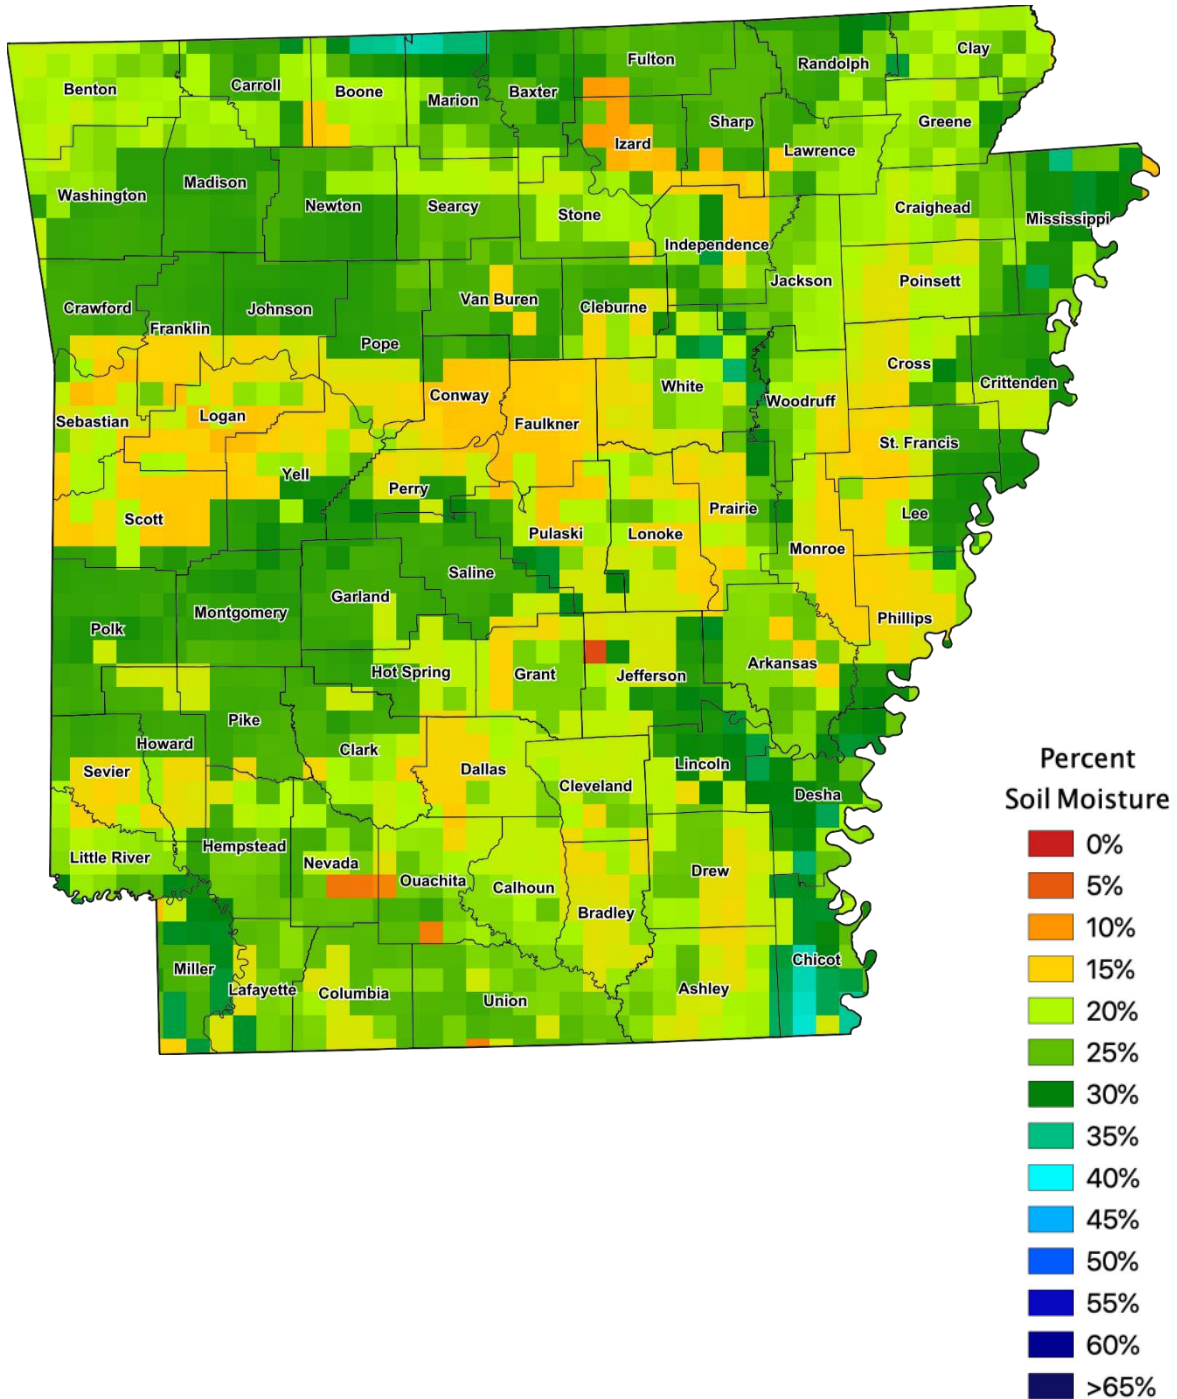 Clay
Fulton
Randolph
Benton
Carroll
Boone
Marion
Baxter
Sharp
Greene
Izard
Lawrence
Washington
Madison
Newton
Searcy
Stone
Craighead
Mississippi
Independence
Jackson
Poinsett
Crawford
Johnson
Van Buren
Cleburne
Franklin
Pope
Cross
Crittenden
White
Conway
Woodruff
Sebastian
Logan
Faulkner
St. Francis
Yell
Perry
Prairie
Lee
Scott
Pulaski
Lonoke
Monroe
Saline
Garland
Montgomery
Polk
Phillips
Hot Spring
Grant
Jefferson
Arkansas
Pike
Howard
Clark
Sevier
Dallas
Lincoln
Cleveland
Desha
Hempstead
Little River
Nevada
Ouachita
Calhoun
Drew
Bradley
Miller
Lafayette
Columbia
Union
Ashley
Chicot
Percent
Soil Moisture
0%
5%
10%
15%
20%
25%
30%
35%
40%
45%
50%
55%
60%
>65%